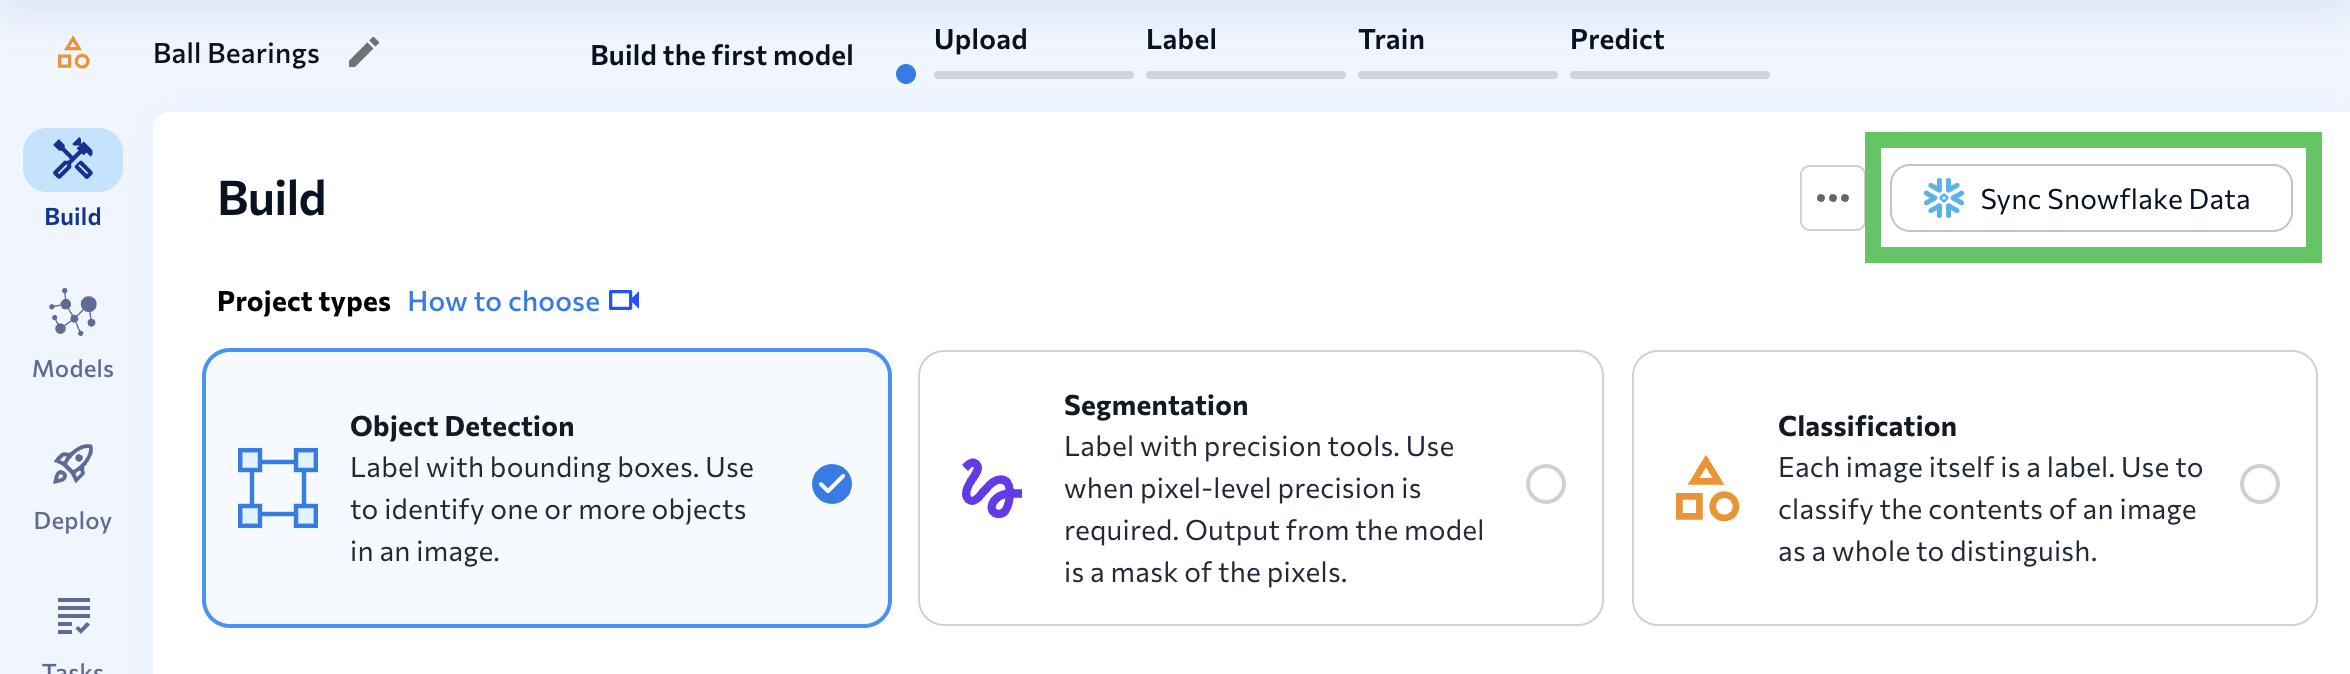 Ball Bearings
Build the first model
Upload
Label
Train
Predict
Build
Models
Deploy
Tasks
Build
Sync Snowflake Data
Project types How to choose
Object Detection
Label with bounding boxes. Use
to identify one or more objects
in an image.
Segmentation
Label with precision tools. Use
when pixel-level precision is
required. Output from the model
is a mask of the pixels.
Classification
Each image itself is a label. Use to
classify the contents of an image
as a whole to distinguish.